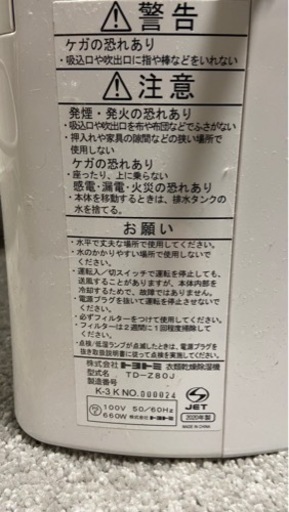 警告
ケガの恐れあり
・吸込口や吹出口に指や棒などをいれない
注意
発煙・発火の恐れあり
・吸込口や吹出口を布や布団などでふさがない
・押入れや家具の隙間などの狭い場所で
使用しない
ケガの恐れあり
・座ったり、上に乗らない
感電・漏電・火災の恐れあり
・本体を移動するときは、排水タンクの
水を捨てる。
お願い
・水平で丈夫な場所で使用してください。
・水のかかりやすい場所で使用しないで
ください。
・運転入/切スイッチで運転を停止しても、
送風することがありますが、本体内部を
冷却するため、故障ではありません。
・電源プラグを抜いて運転を停止させないで
ください。
・必ずフィルターをつけて使用してください。
・フィルターは2週間に1回程度掃除して
ください。
・点検/低湿ランプが点滅したときは、電源プラグを
抜き取扱説明書に従って点検を実施してください。
株式会社 トヨトミ 衣類乾燥除湿機
型式名 TD-Z80J
製造番号 K-3 K NO. 000024
100V 50/60Hz
660W 株式会社トヨトミ
JET
2020年製
MADE IN CHINA